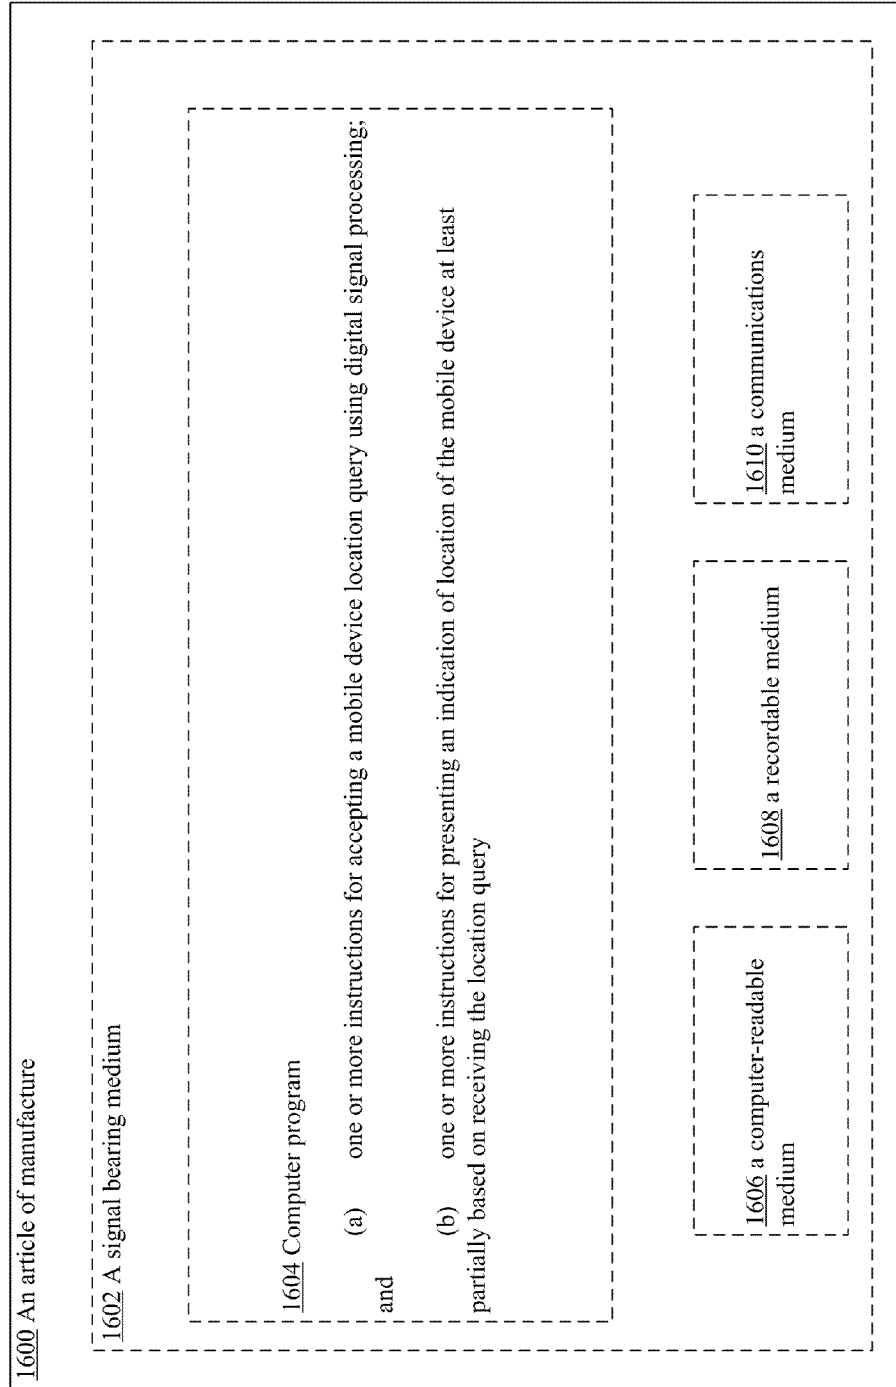 1600 An article of manufacture
1602 A signal bearing medium
1604 Computer program
(a) one or more instructions for accepting a mobile device location query using digital signal processing;
and
(b) one or more instructions for presenting an indication of location of the mobile device at least
partially based on receiving the location query
1606 a computer-readable
medium
1608 a recordable medium
1610 a communications
medium